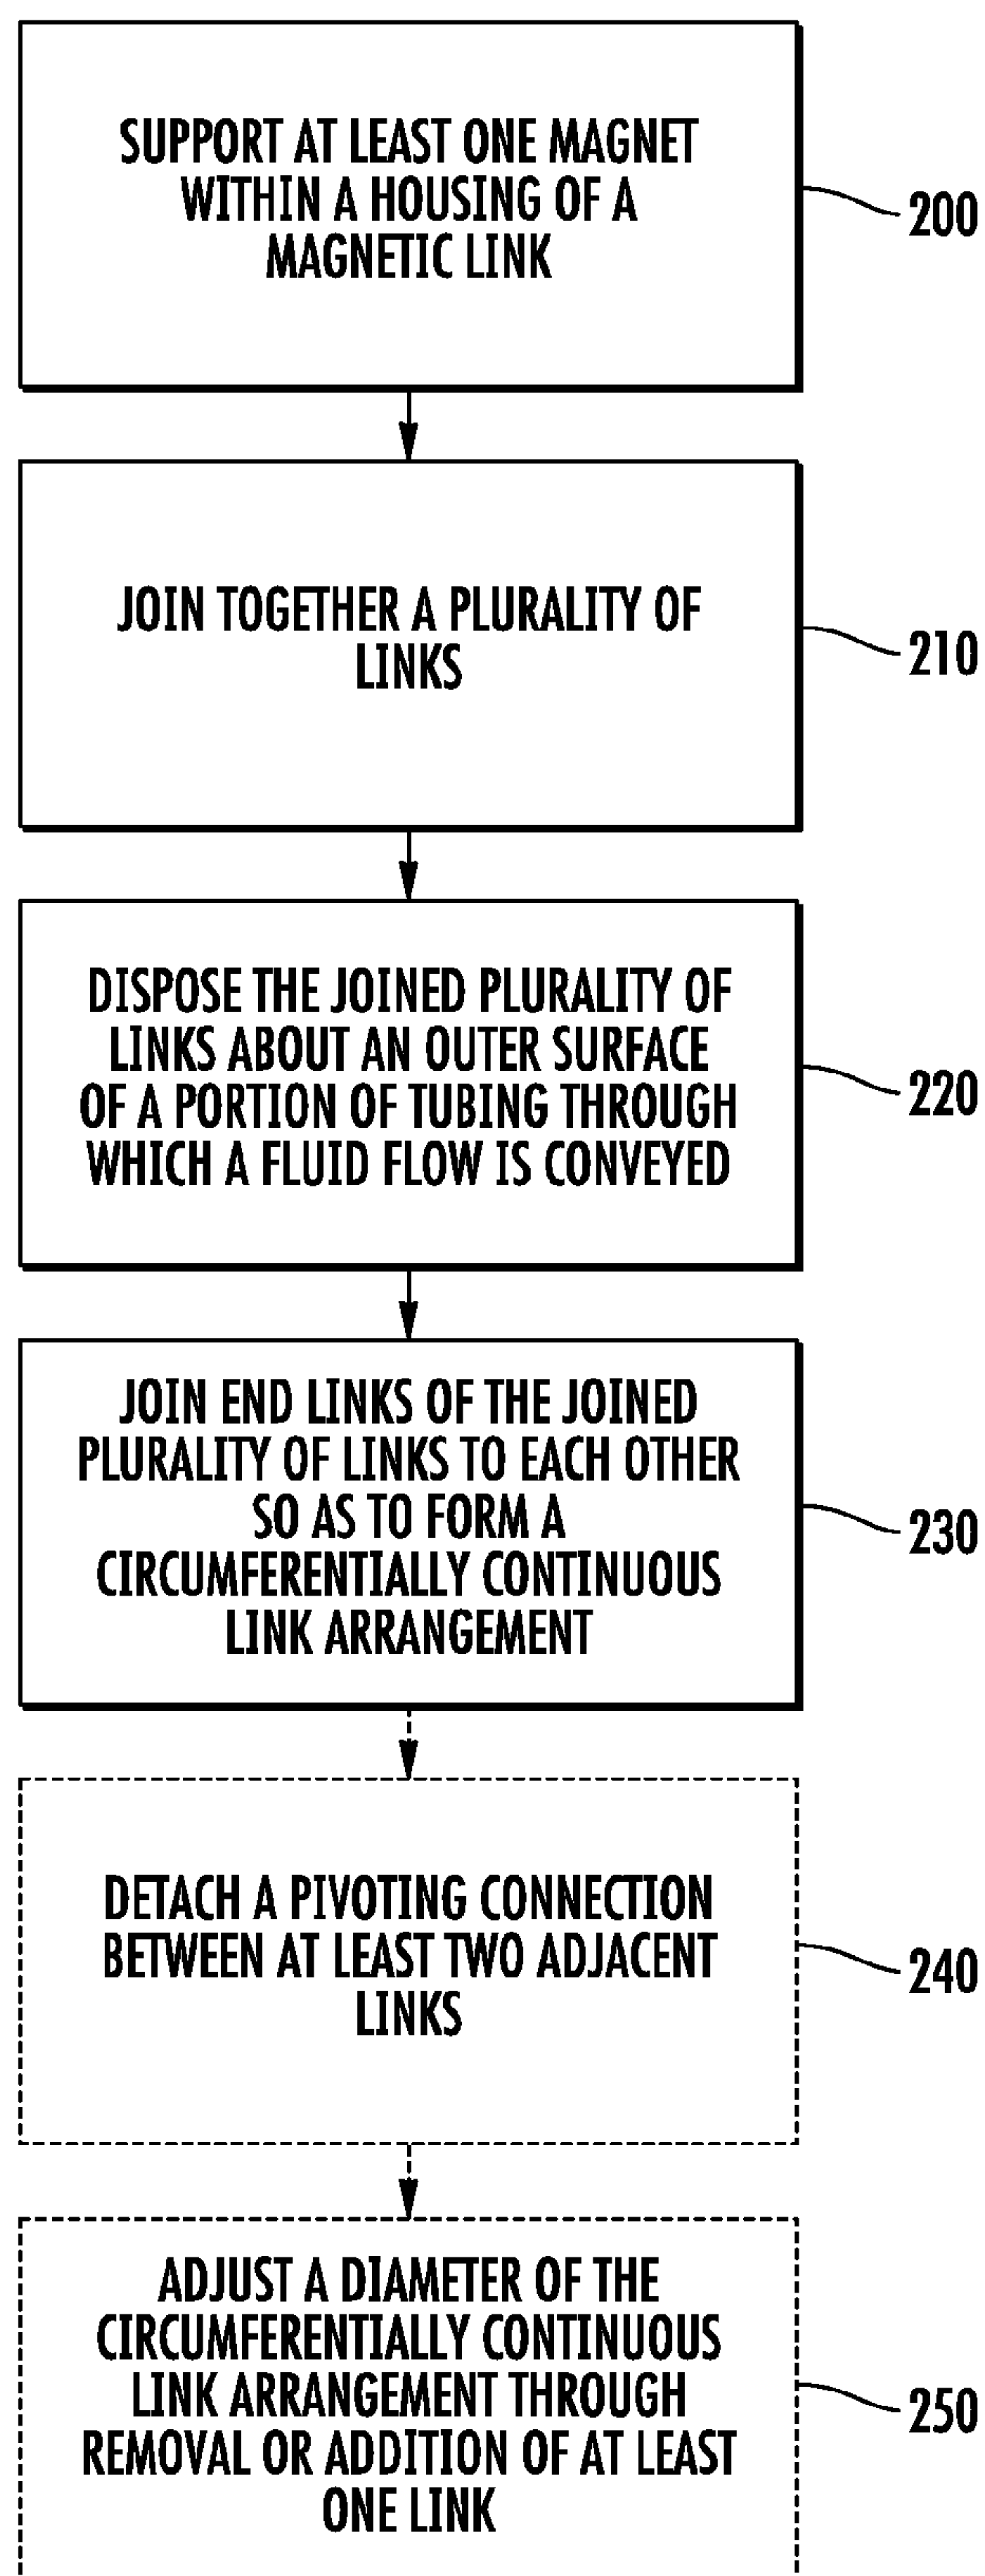 SUPPORT AT LEAST ONE MAGNET
WITHIN A HOUSING OF A
MAGNETIC LINK
200
JOIN TOGETHER A PLURALITY OF
LINKS
210
DISPOSE THE JOINED PLURALITY OF
LINKS ABOUT AN OUTER SURFACE
OF A PORTION OF TUBING THROUGH
WHICH A FLUID FLOW IS CONVEYED
220
JOIN END LINKS OF THE JOINED
PLURALITY OF LINKS TO EACH OTHER
SO AS TO FORM A
CIRCUMFERENTIALLY CONTINUOUS
LINK ARRANGEMENT
230
DETACH A PIVOTING CONNECTION
BETWEEN AT LEAST TWO ADJACENT
LINKS
240
ADJUST A DIAMETER OF THE
CIRCUMFERENTIALLY CONTINUOUS
LINK ARRANGEMENT THROUGH
REMOVAL OR ADDITION OF AT LEAST
ONE LINK
250